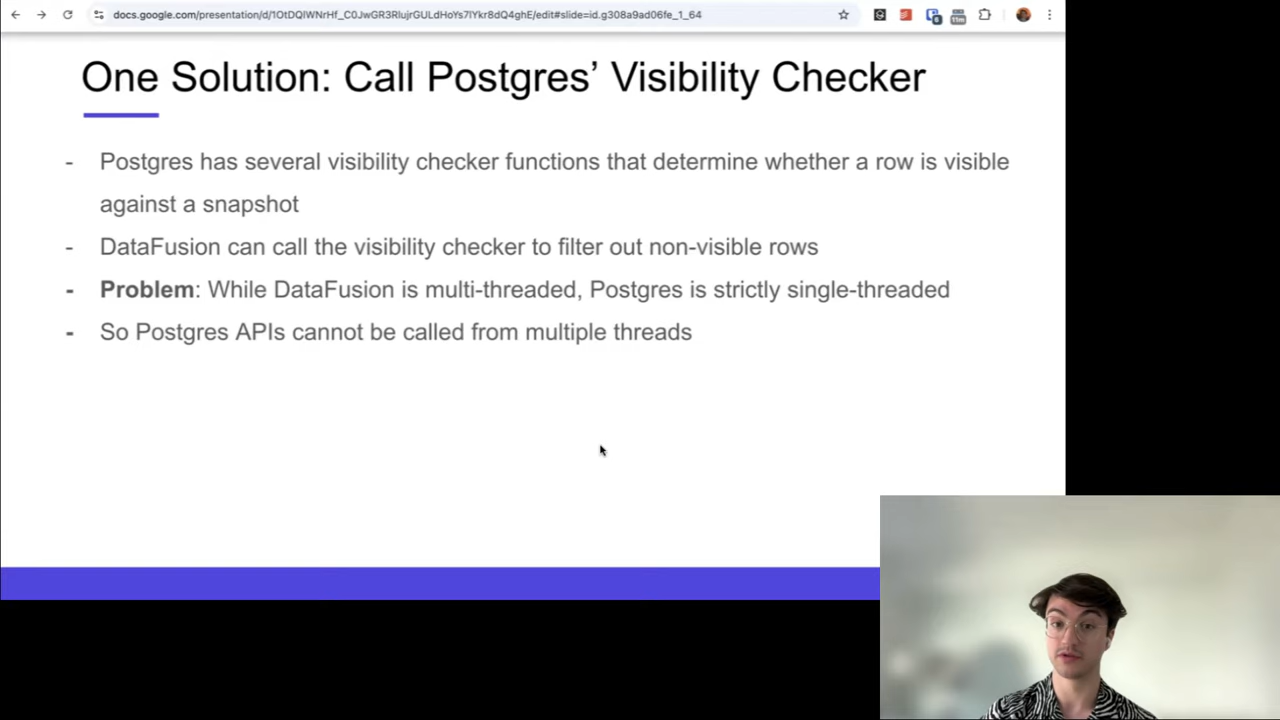 docs.google.com/presentation/d/1OtDQlWNrHf_C0JwGR3RlujrGULdHoYs7lYkr8dQ4ghE/edit#slide=id.g308a9ad06fe_1_64
6
11m
One Solution: Call Postgres’ Visibility Checker
- Postgres has several visibility checker functions that determine whether a row is visible
against a snapshot
- DataFusion can call the visibility checker to filter out non-visible rows
- Problem: While DataFusion is multi-threaded, Postgres is strictly single-threaded
- So Postgres APIs cannot be called from multiple threads